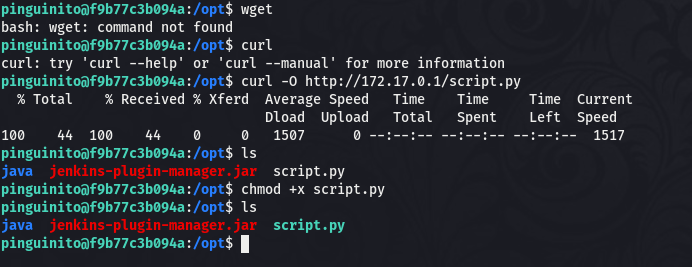 pinguinito@f9b77c3b094a:/opt$ wget
bash: wget: command not found
pinguinito@f9b77c3b094a:/opt$ curl
curl: try 'curl --help' or 'curl --manual' for more information
pinguinito@f9b77c3b094a:/opt$ curl -O http://172.17.0.1/script.py
  % Total    % Received % Xferd  Average Speed   Time    Time     Time  Current
                                 Dload  Upload   Total   Spent    Left  Speed
100    44  100    44    0     0   1507      0 --:--:-- --:--:-- --:--:--  1517
pinguinito@f9b77c3b094a:/opt$ ls
java  jenkins-plugin-manager.jar  script.py
pinguinito@f9b77c3b094a:/opt$ chmod +x script.py
pinguinito@f9b77c3b094a:/opt$ ls
java  jenkins-plugin-manager.jar  script.py
pinguinito@f9b77c3b094a:/opt$